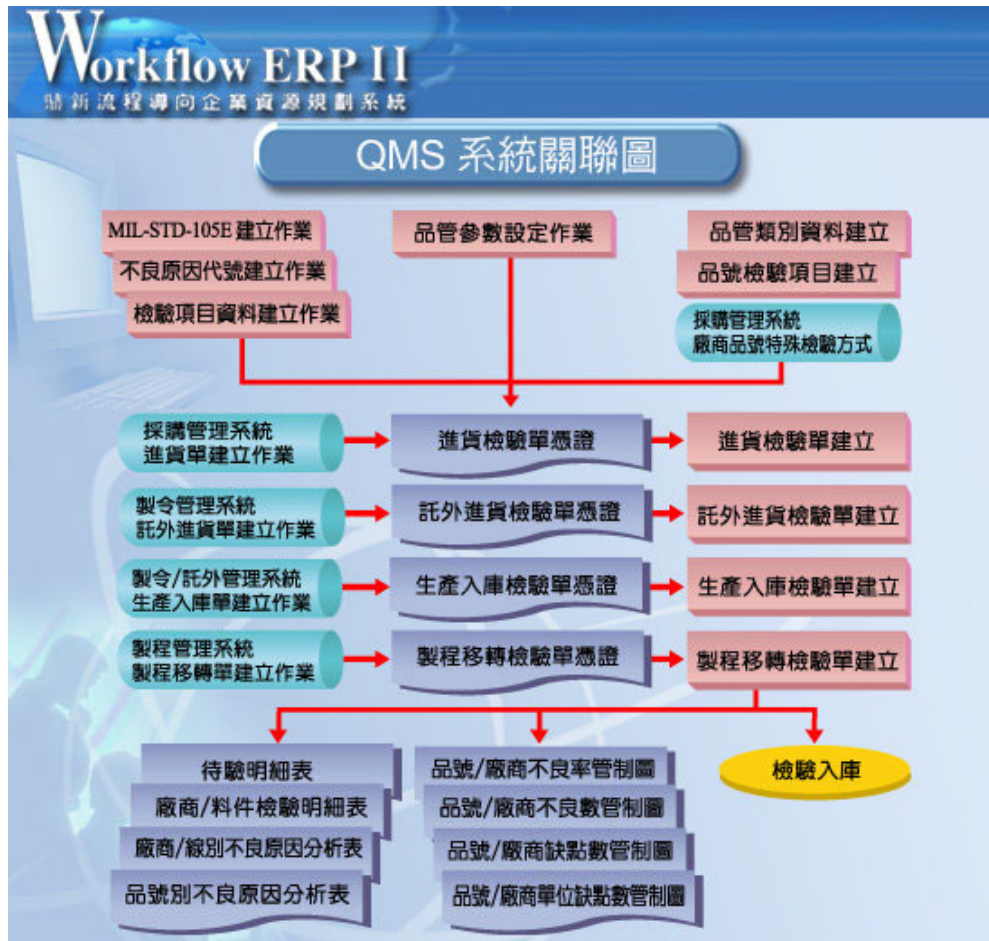 Workflow ERP II
鼎新流程導向企業資源規劃系統
QMS 系統關聯圖
MIL-STD-105E 建立作業
不良原因代號建立作業
檢驗項目資料建立作業
品管參數設定作業
品管類別資料建立
品號檢驗項目建立
採購管理系統
廠商品號特殊檢驗方式
採購管理系統
進貨單建立作業
進貨檢驗單憑證
進貨檢驗單建立
製令管理系統
託外進貨單建立作業
託外進貨檢驗單憑證
託外進貨檢驗單建立
製令/託外管理系統
生產入庫單建立作業
生產入庫檢驗單憑證
生產入庫檢驗單建立
製程管理系統
製程移轉單建立作業
製程移轉檢驗單憑證
製程移轉檢驗單建立
待驗明細表
廠商/料件檢驗明細表
廠商/線別不良原因分析表
品號別不良原因分析表
品號/廠商不良率管制圖
品號/廠商不良數管制圖
品號/廠商缺點數管制圖
品號/廠商單位缺點數管制圖
檢驗入庫